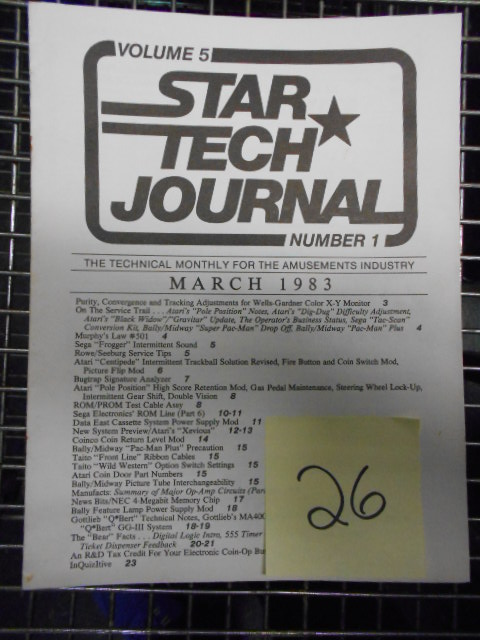 VOLUME 5
STAR
TECH
JOURNAL
NUMBER 1
THE TECHNICAL MONTHLY FOR THE AMUSEMENTS INDUSTRY
MARCH 1983
Purity, Convergence and Tracking Adjustments for Wells-Gardner Color X-Y Monitor 3
On The Service Trail . . . Atari's "Pole Position" Notes, Atari's "Dig-Dug" Difficulty Adjustment,
Atari's "Black Widow"/"Gravitar" Update, The Operator's Business Status, Sega "Tac-Scan"
Conversion Kit, Bally/Midway "Super Pac-Man" Drop Off, Bally/Midway "Pac-Man" Plus 4
Murphy's Law #501 4
Sega "Frogger" Intermittent Sound 5
Rowe/Seeburg Service Tips 5
Atari "Centipede" Intermittent Trackball Solution Revised, Fire Button and Coin Switch Mod,
Picture Flip Mod 6
Bugtrap Signature Analyzer 7
Atari "Pole Position" High Score Retention Mod, Gas Pedal Maintenance, Steering Wheel Lock-Up,
Intermittent Gear Shift, Double Vision 8
ROM/PROM Test Cable Assy 8
Sega Electronics' ROM Line (Part 6) 10-11
Data East Cassette System Power Supply Mod 11
New System Preview/Atari's "Xevious" 12-13
Coinco Coin Return Level Mod 14
Bally/Midway "Pac-Man Plus" Precaution 15
Taito "Front Line" Ribbon Cables 15
Taito "Wild Western" Option Switch Settings 15
Atari Coin Door Part Numbers 15
Bally/Midway Picture Tube Interchangeability 15
Manufacts: Summary of Major Op-Amp Circuits (Par
News Bits/NEC 4-Megabit Memory Chip 17
Bally Feature Lamp Power Supply Mod 18
Gottlieb "Q*Bert" Technical Notes, Gottlieb's MA40
"Q*Bert" GG-III System 18-19
The "Bear" Facts . . . Digital Logic Intro, 555 Timer
Ticket Dispenser Feedback 20-21
An R&D Tax Credit For Your Electronic Coin-Op Bu
InQuizItive 23
26